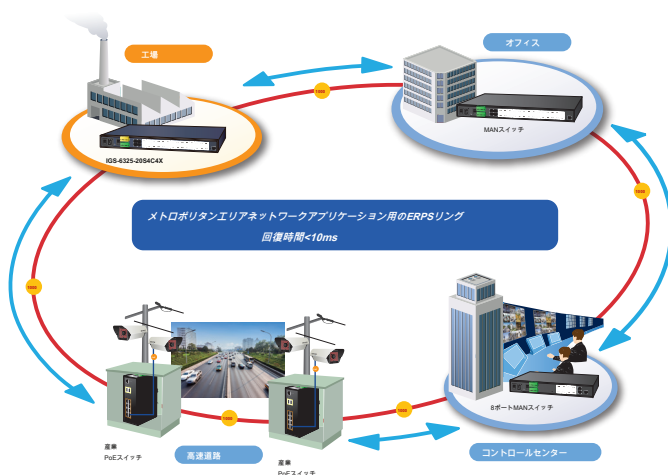 工場
オフィス
1000
IGS-6325-20S4C4X
MANスイッチ
1000
メトロポリタンエリアネットワークアプリケーション用のERPSリング
回復時間<10ms
1000
8ポートMANスイッチ
1000
1000
産業
PoEスイッチ
高速道路
産業
PoEスイッチ
コントロールセンター